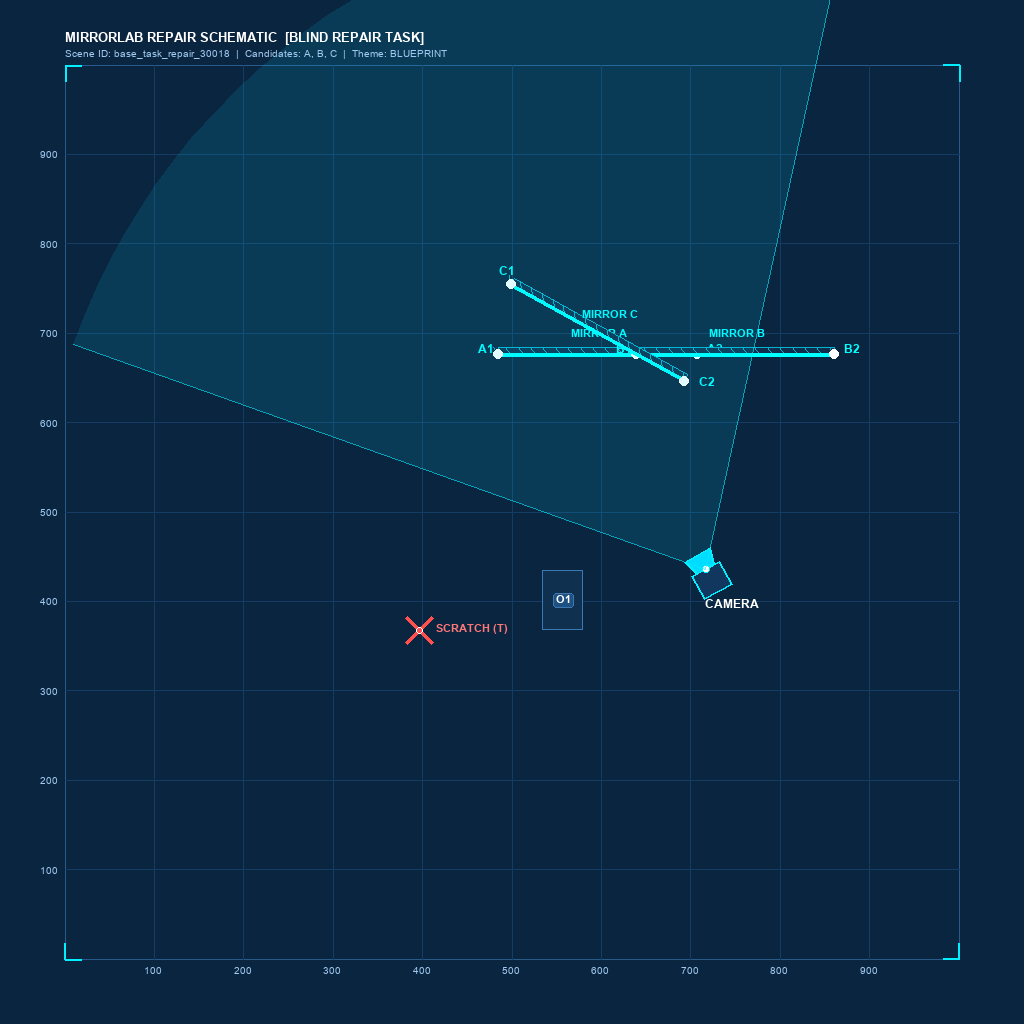 MIRRORLAB REPAIR SCHEMATIC [BLIND REPAIR TASK]
Scene ID: base_task_repair_30018 | Candidates: A, B, C | Theme: BLUEPRINT
900
800
700
600
500
400
300
200
100
C1
MIRROR C
MIRROR A
MIRROR B
A1
B2
C2
O1
CAMERA
SCRATCH (T)
100
200
300
400
500
600
700
800
900